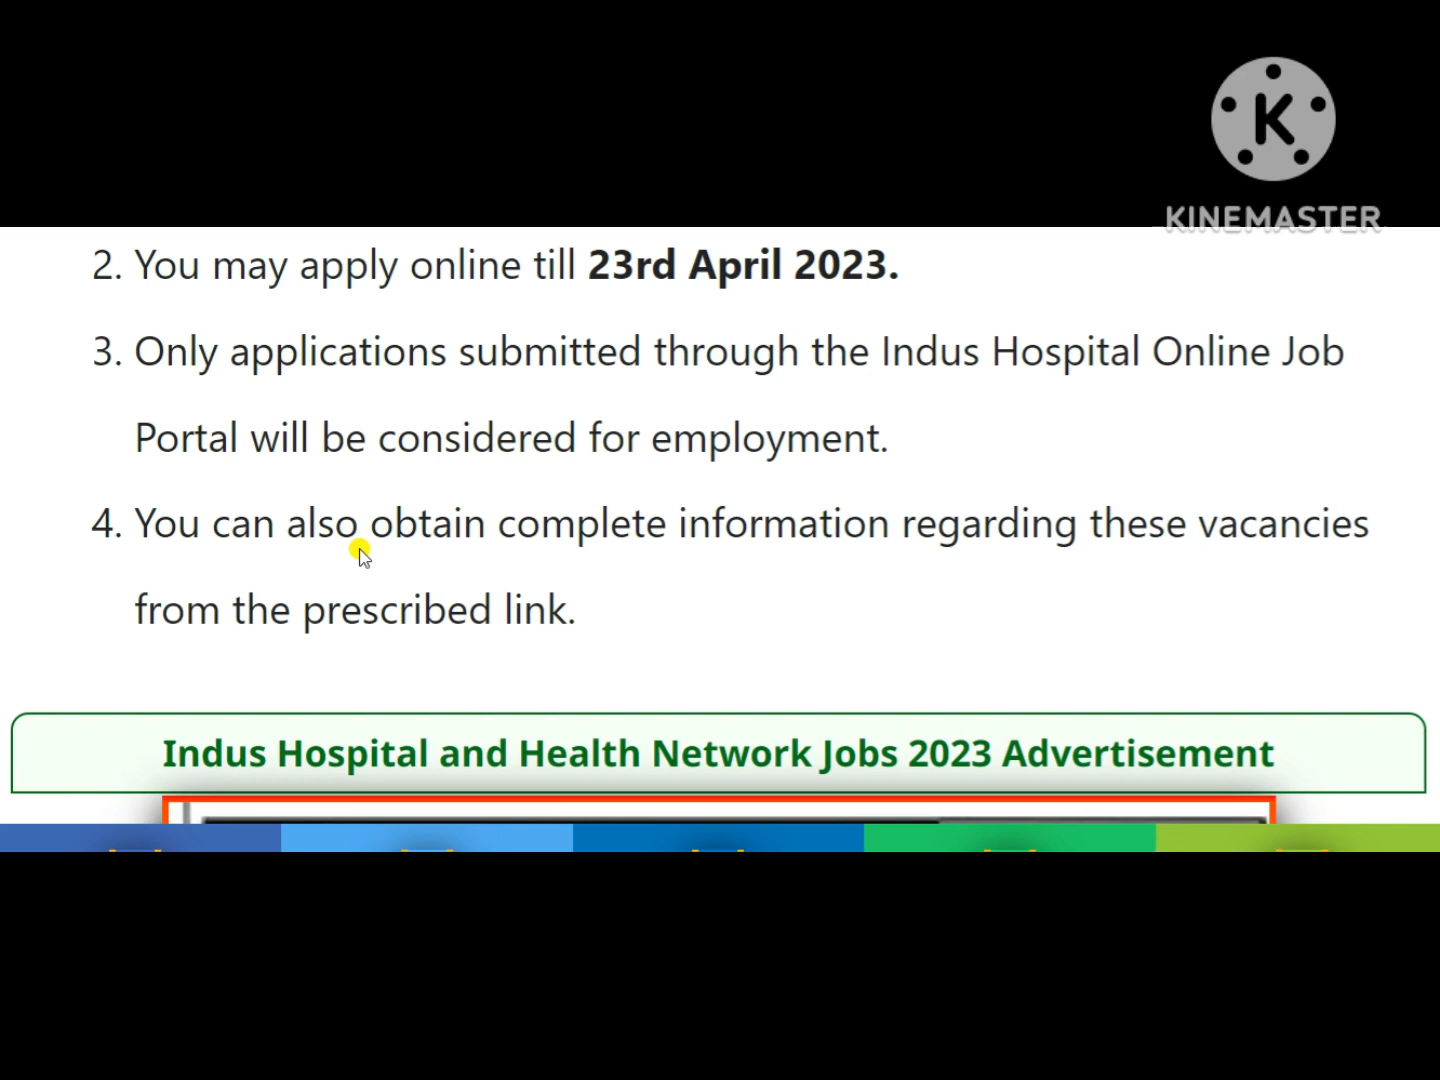 K
KINEMASTER
2. You may apply online till 23rd April 2023.
3. Only applications submitted through the Indus Hospital Online Job
Portal will be considered for employment.
4. You can also obtain complete information regarding these vacancies
from the prescribed link.
Indus Hospital and Health Network Jobs 2023 Advertisement